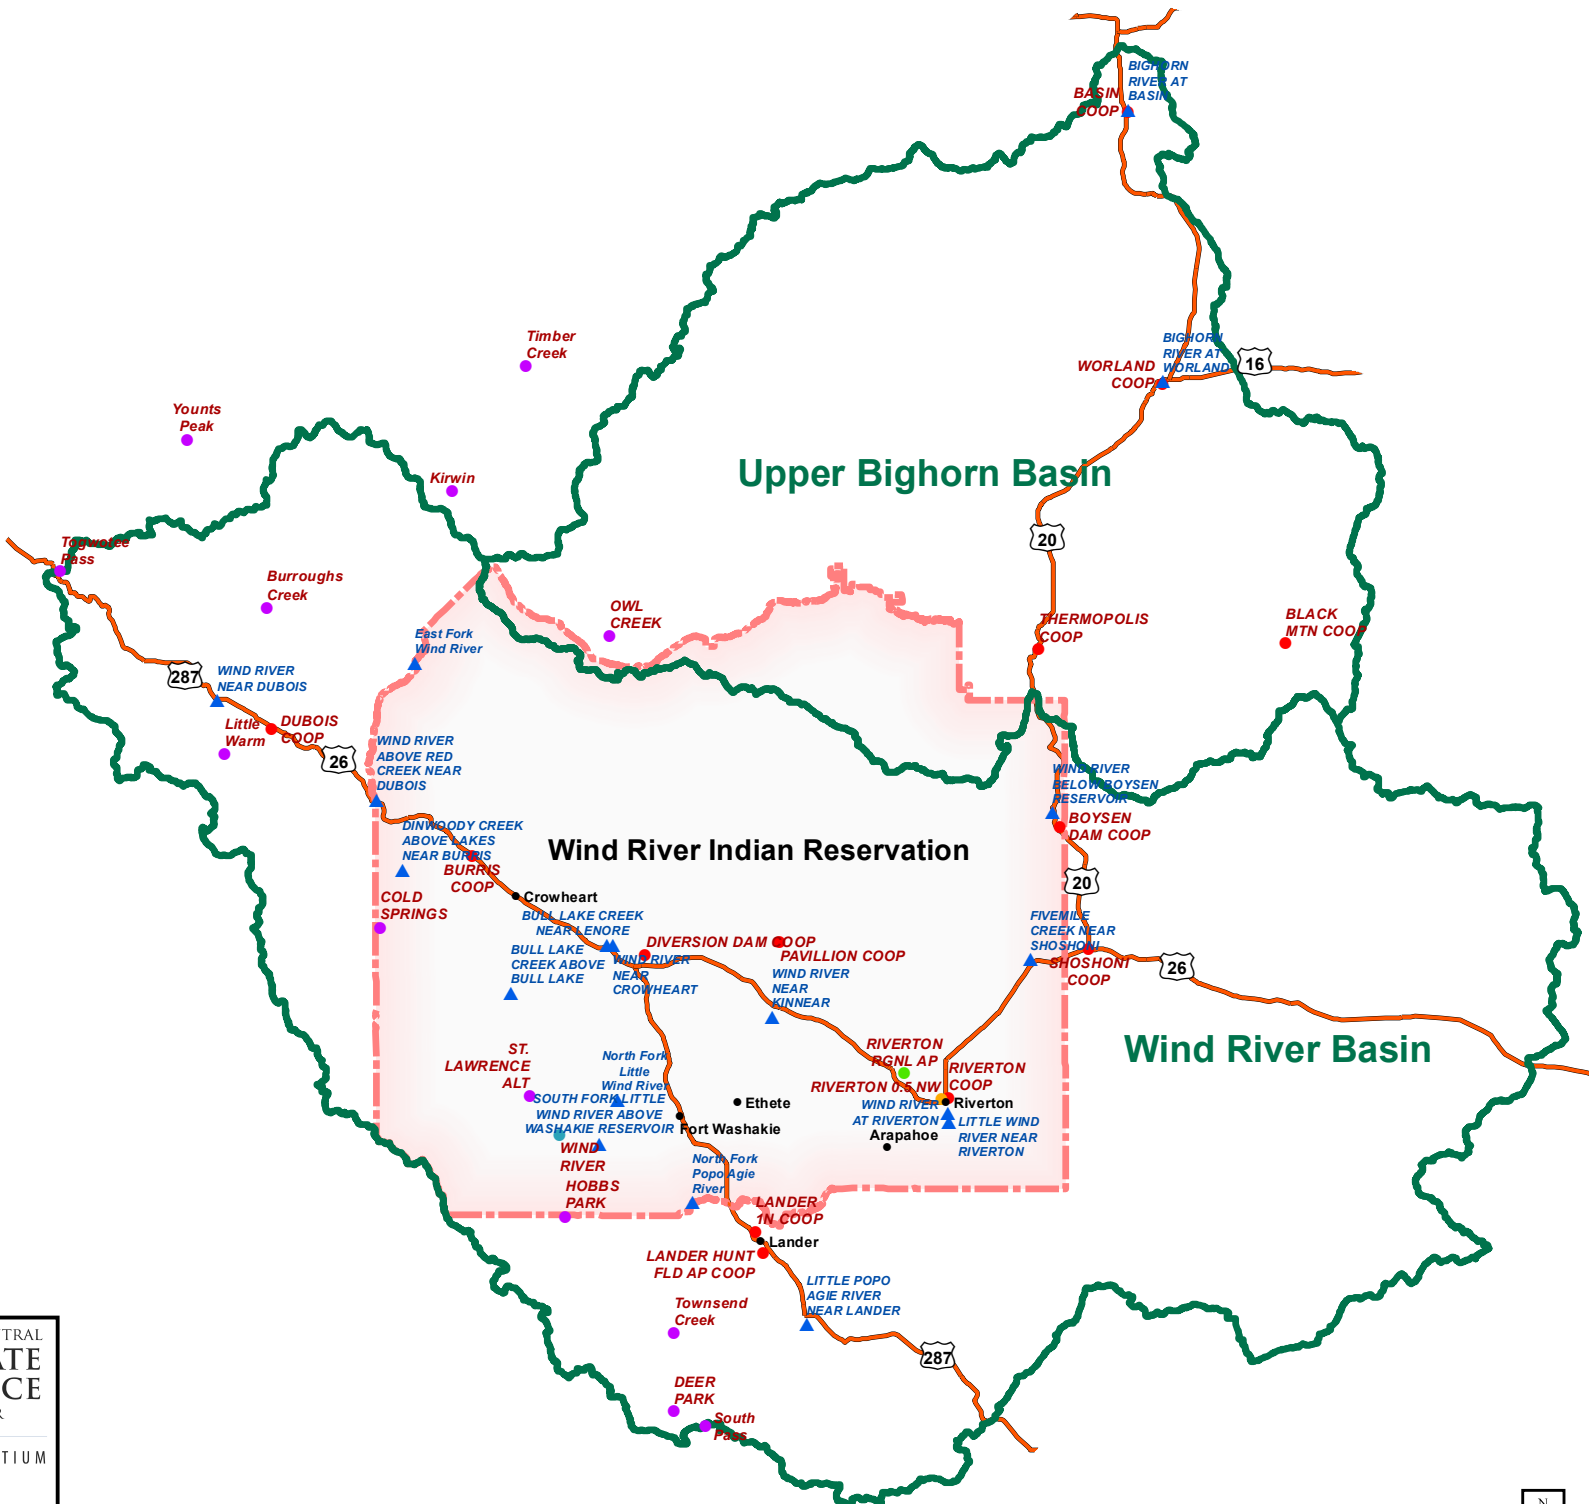 BIGHORN
RIVER AT
BASIN
BASIN
COOP
Timber
Creek
BIGHORN
RIVER AT
WORLAND
WORLAND
COOP
16
Younts
Peak
Kirwin
Upper Bighorn Basin
20
Togwotee
Pass
Burroughs
Creek
OWL
CREEK
THERMOPOLIS
COOP
BLACK
MTN COOP
East Fork
Wind River
287
WIND RIVER
NEAR DUBOIS
Little
Warm
DUBOIS
COOP
26
WIND RIVER
ABOVE RED
CREEK NEAR
DUBOIS
WIND RIVER
BELOW BOYSEN
RESERVOIR
BOYSEN
DAM COOP
DINWOODY CREEK
ABOVE LAKES
NEAR BURRIS
BURRIS
COOP
Wind River Indian Reservation
20
COLD
SPRINGS
Crowheart
BULL LAKE CREEK
NEAR LENORE
BULL LAKE
CREEK ABOVE
BULL LAKE
DIVERSION DAM COOP
PAVILLION COOP
WIND RIVER
NEAR
CROWHEART
WIND RIVER
NEAR
KINNEAR
FIVEMILE
CREEK NEAR
SHOSHONI
SHOSHONI
COOP
26
Wind River Basin
ST.
LAWRENCE
ALT
North Fork
Little
Wind River
SOUTH FORK LITTLE
WIND RIVER ABOVE
WASHAKIE RESERVOIR
Ethete
Fort Washakie
RIVERTON
RGNL AP
RIVERTON
COOP
RIVERTON 0.5 NW
Riverton
WIND RIVER
AT RIVERTON
Arapahoe
LITTLE WIND
RIVER NEAR
RIVERTON
WIND
RIVER
HOBBS
PARK
North Fork
Popo Agie
River
LANDER
1N COOP
Lander
LANDER HUNT
FLD AP COOP
LITTLE POPO
AGIE RIVER
NEAR LANDER
Townsend
Creek
287
DEER
PARK
South
Pass
TRAL
ATE
CE
R
TIUM
N